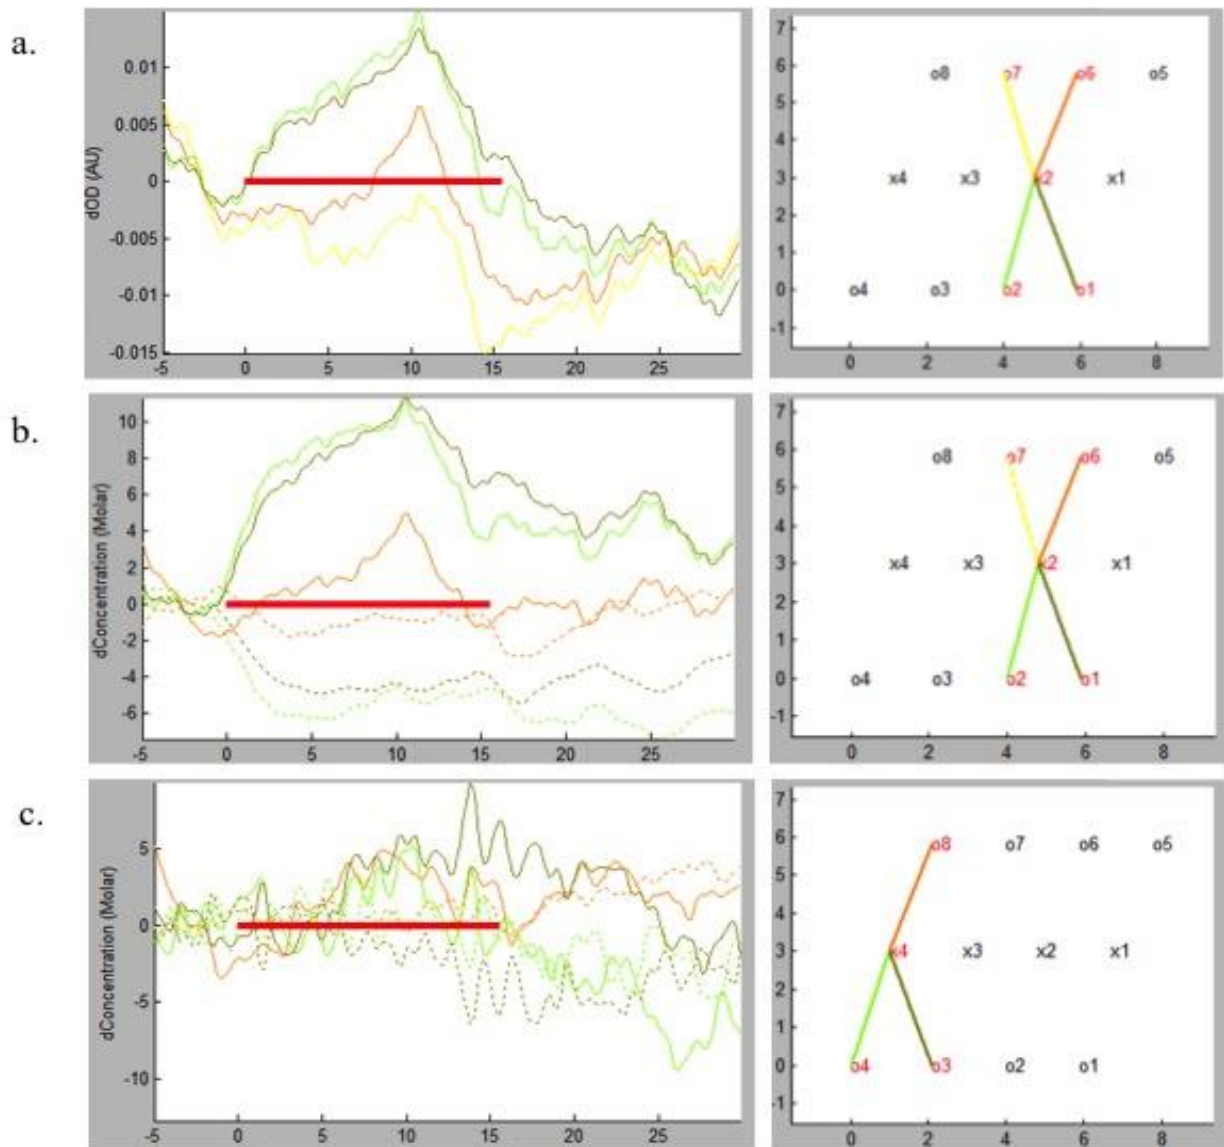 a.
dOD (AU)
0.01
0.005
0
-0.005
-0.01
-0.015
-5 0 5 10 15 20 25
7
6
5
4
3
2
1
0
-1
o8 o7 o6 o5
x4 x3 x2 x1
o4 o3 o2 o1
0 2 4 6 8
b.
dConcentration (Molar)
10
8
6
4
2
0
-2
-4
-6
-5 0 5 10 15 20 25
7
6
5
4
3
2
1
0
-1
o8 o7 o6 o5
x4 x3 x2 x1
o4 o3 o2 o1
0 2 4 6 8
c.
dConcentration (Molar)
5
0
-5
-10
-5 0 5 10 15 20 25
7
6
5
4
3
2
1
0
-1
o8 o7 o6 o5
x4 x3 x2 x1
o4 o3 o2 o1
0 2 4 6 8